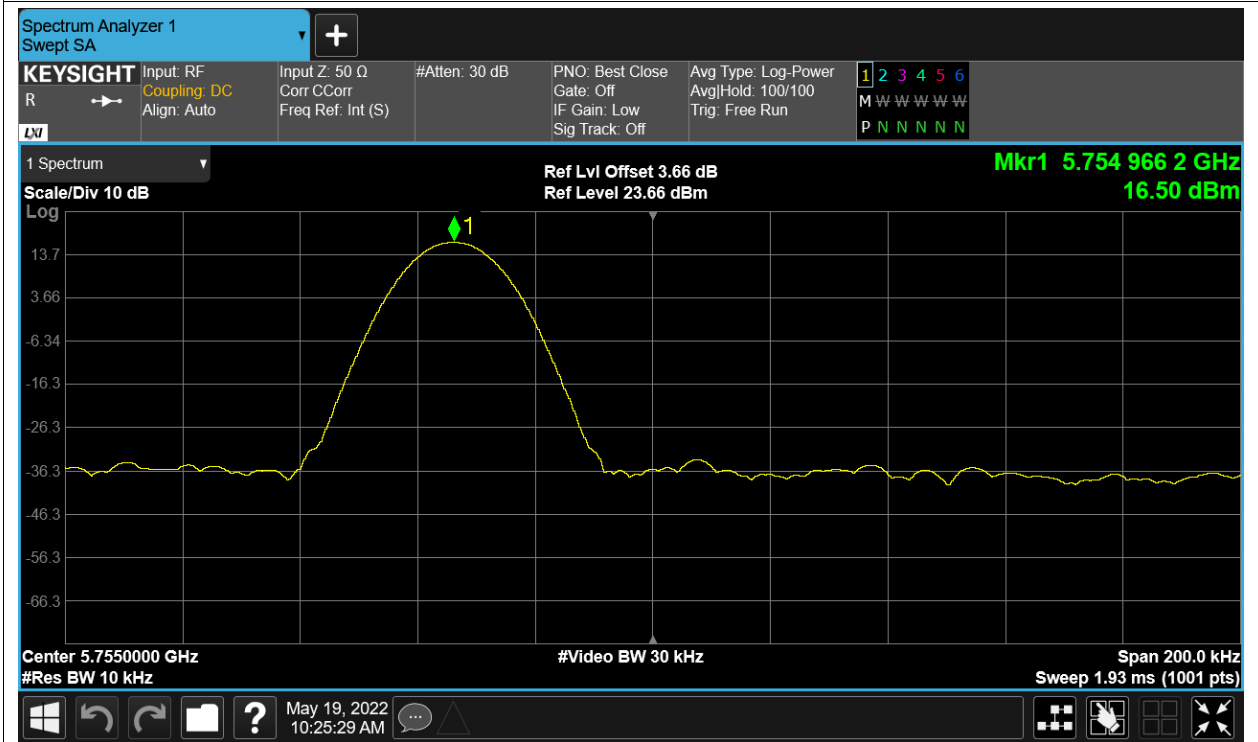 Spectrum Analyzer 1
Swept SA
+
KEYSIGHT
R
LXI
Input: RF
Coupling: DC
Align: Auto
Input Z: 50 Ω
Corr CCorr
Freq Ref: Int (S)
#Atten: 30 dB
PNO: Best Close
Gate: Off
IF Gain: Low
Sig Track: Off
Avg Type: Log-Power
Avg|Hold: 100/100
Trig: Free Run
1 2 3 4 5 6
M W W W W W
P N N N N N
1 Spectrum
Scale/Div 10 dB
Log
Ref Lvl Offset 3.66 dB
Ref Level 23.66 dBm
Mkr1 5.754 966 2 GHz
16.50 dBm
1
13.7
3.66
-6.34
-16.3
-26.3
-36.3
-46.3
-56.3
-66.3
Center 5.7550000 GHz
#Res BW 10 kHz
#Video BW 30 kHz
Span 200.0 kHz
Sweep 1.93 ms (1001 pts)
?
May 19, 2022
10:25:29 AM